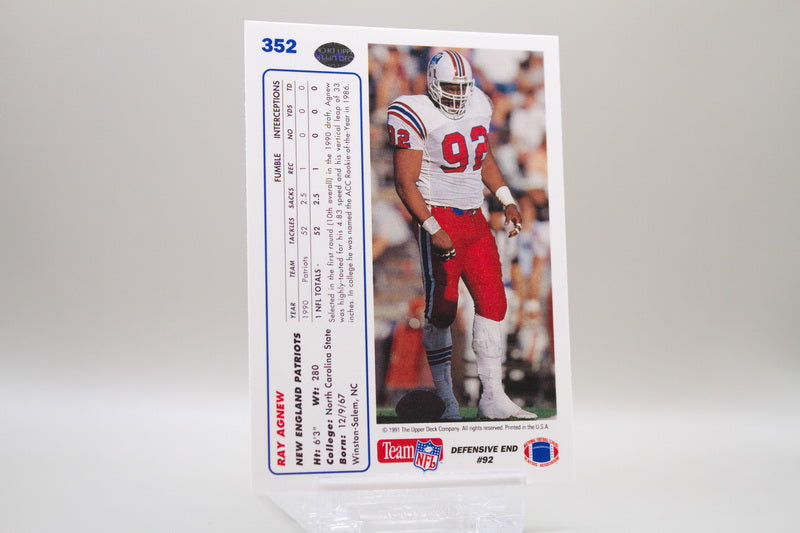 352
UPPER DECK
92
92
RAY AGNEW
NEW ENGLAND PATRIOTS
Ht: 6'3" Wt: 280
College: North Carolina State
Born: 12/9/67
Winston-Salem, NC
FUMBLE INTERCEPTIONS
YEAR TEAM TACKLES SACKS REC NO YDS TD
1990 Patriots 52 2.5 1 0 0 0
1 NFL TOTALS - 52 2.5 1 0 0 0
Selected in the first round (10th overall) in the 1990 draft, Agnew
was highly-touted for his 4.83 speed and his vertical leap of 33
inches. In college he was named the ACC Rookie-of-the-Year in 1986.
© 1991 The Upper Deck Company. All rights reserved. Printed in the U.S.A.
Team NFL
DEFENSIVE END
#92